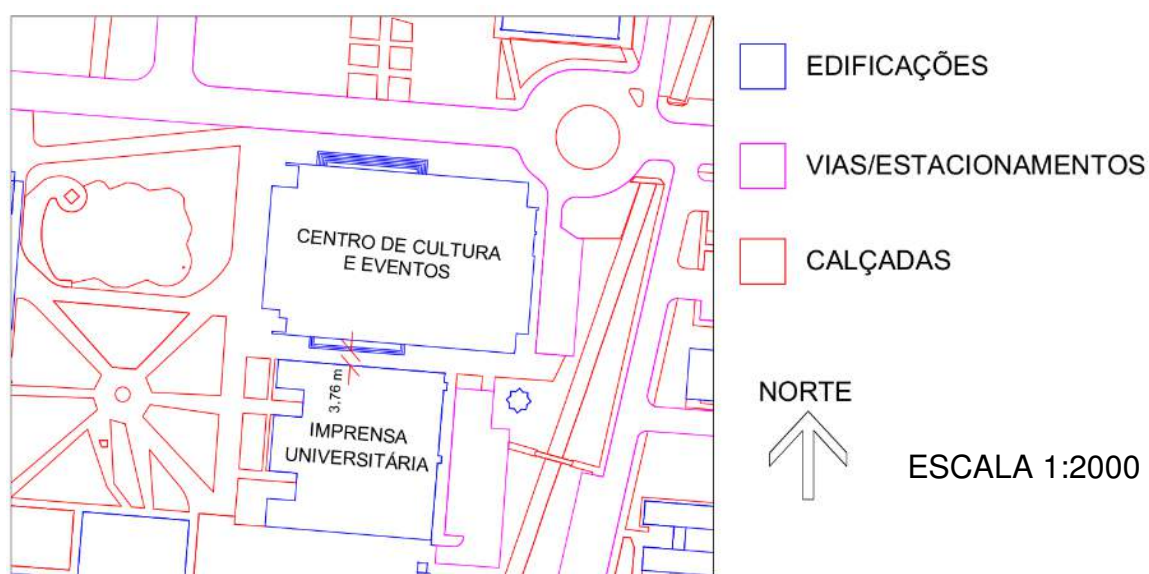 EDIFICAÇÕES
VIAS/ESTACIONAMENTOS
CENTRO DE CULTURA
E EVENTOS
CALÇADAS
3.76 m
IMPRENSA
UNIVERSITÁRIA
NORTE
ESCALA 1:2000